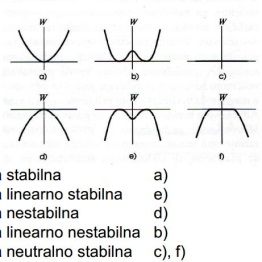 W W W
a) b) c)
W W W
d) e) f)
stabilna a)
linearno stabilna e)
nestabilna d)
linearno nestabilna b)
neutralno stabilna c), f)